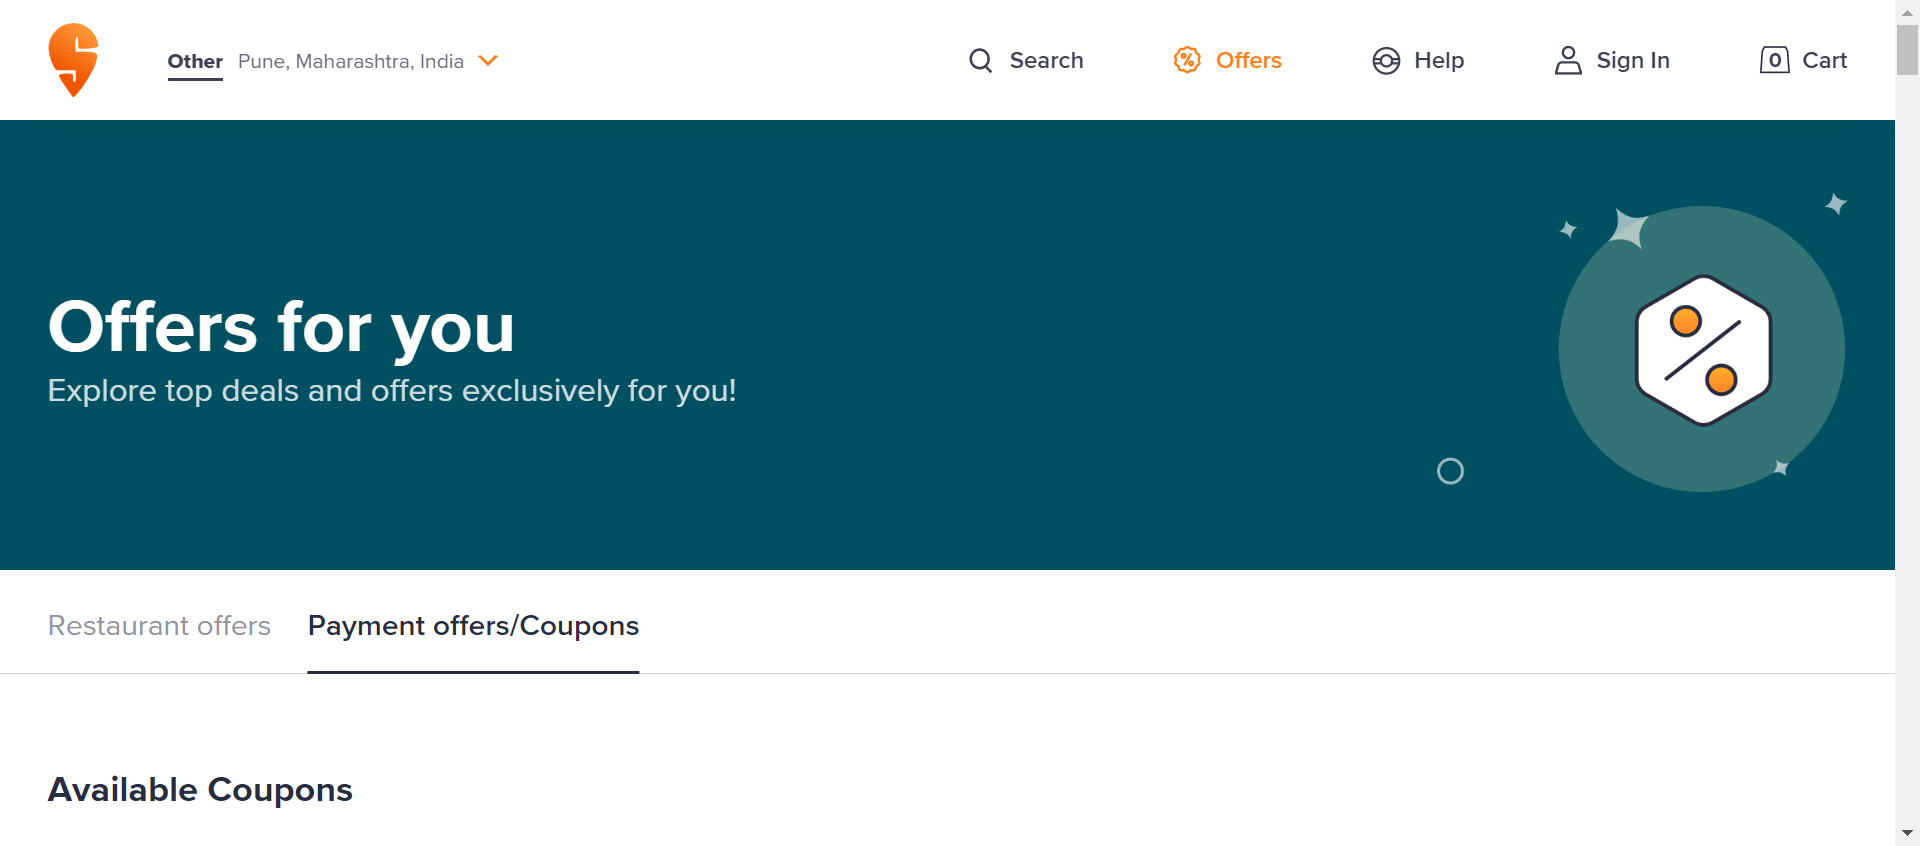 Other Pune, Maharashtra, India Search Offers Help Sign In 0 Cart
Offers for you
Explore top deals and offers exclusively for you!
Restaurant offers Payment offers/Coupons
Available Coupons